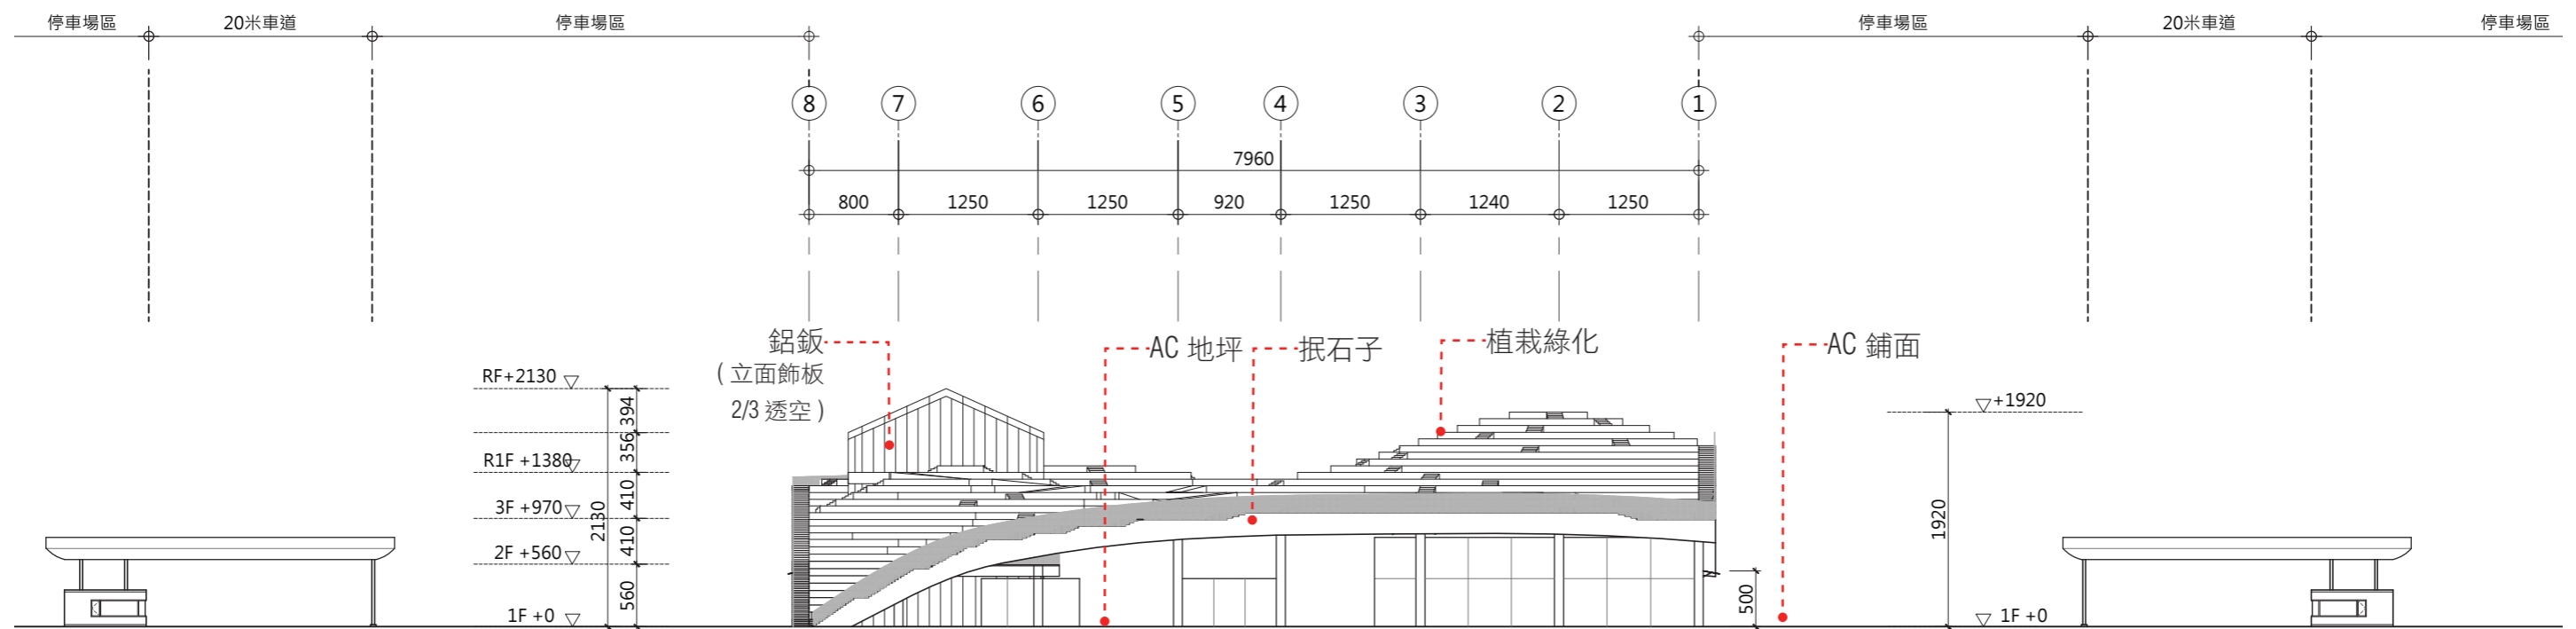 停車場區
20米車道
停車場區
停車場區
20米車道
停車場區
8
7
6
5
4
3
2
1
7960
800
1250
1250
920
1250
1240
1250
鋁鈑
( 立面飾板
2/3 透空 )
AC 地坪
抿石子
植栽綠化
AC 鋪面
RF+2130
R1F +1380
3F +970
2F +560
1F +0
2130
394
356
410
410
560
+1920
1920
500
1F +0